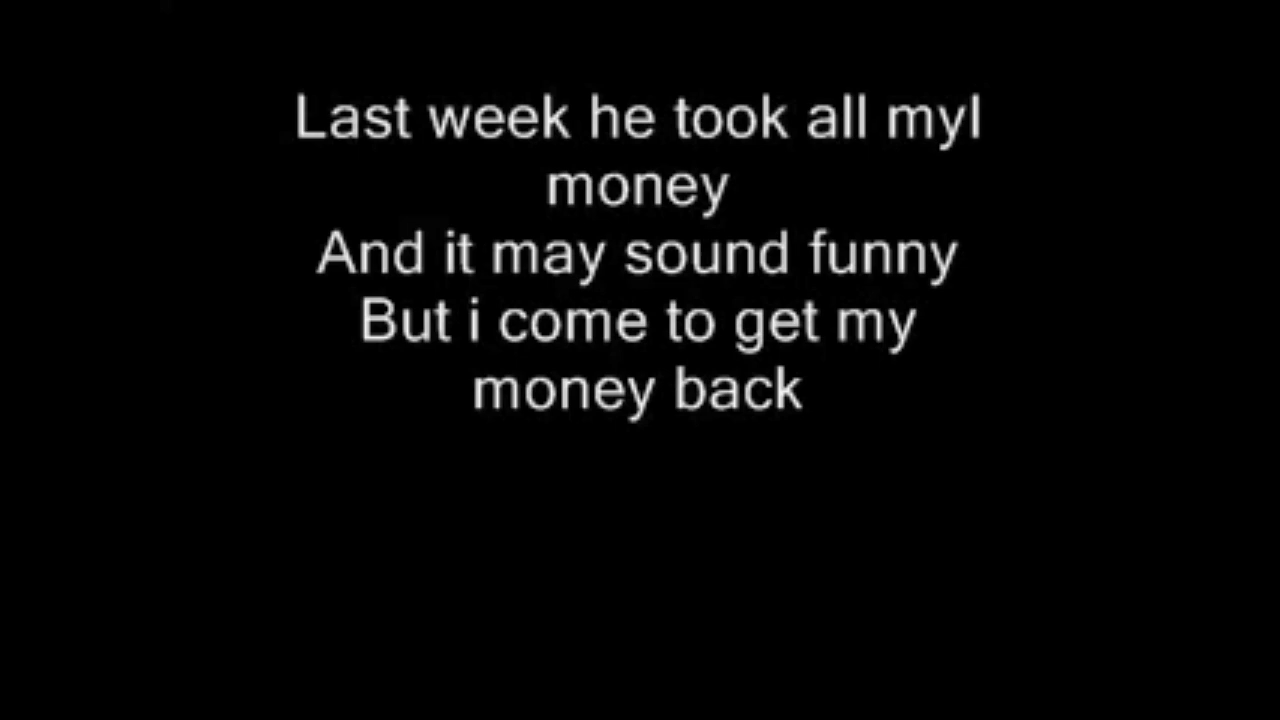 Last week he took all myl
money
And it may sound funny
But i come to get my
money back